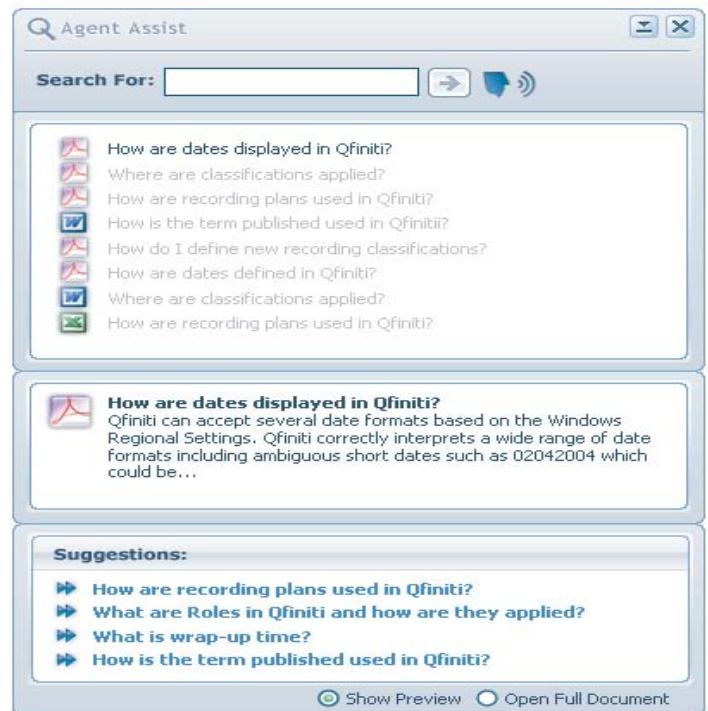 Agent Assist
Search For:
How are dates displayed in Qfiniti?
Where are classifications applied?
How are recording plans used in Qfiniti?
How is the term published used in Qfinitii?
How do I define new recording classifications?
How are dates defined in Qfiniti?
Where are classifications applied?
How are recording plans used in Qfiniti?
How are dates displayed in Qfiniti?
Qfiniti can accept several date formats based on the Windows
Regional Settings. Qfiniti correctly interprets a wide range of date
formats including ambiguous short dates such as 02042004 which
could be...
Suggestions:
How are recording plans used in Qfiniti?
What are Roles in Qfiniti and how are they applied?
What is wrap-up time?
How is the term published used in Qfiniti?
Show Preview Open Full Document